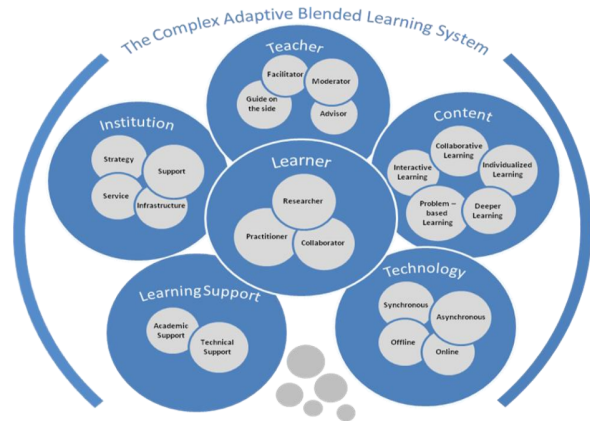 The Complex Adaptive Blended Learning System
Teacher
Facilitator
Moderator
Guide on
the side
Advisor
Institution
Strategy
Support
Service
Infrastructure
Learner
Researcher
Practitioner
Collaborator
Content
Collaborative
Learning
Interactive
Learning
Individualized
Learning
Problem –
based Learning
Deeper
Learning
Learning Support
Academic
Support
Technical
Support
Technology
Synchronous
Asynchronous
Offline
Online